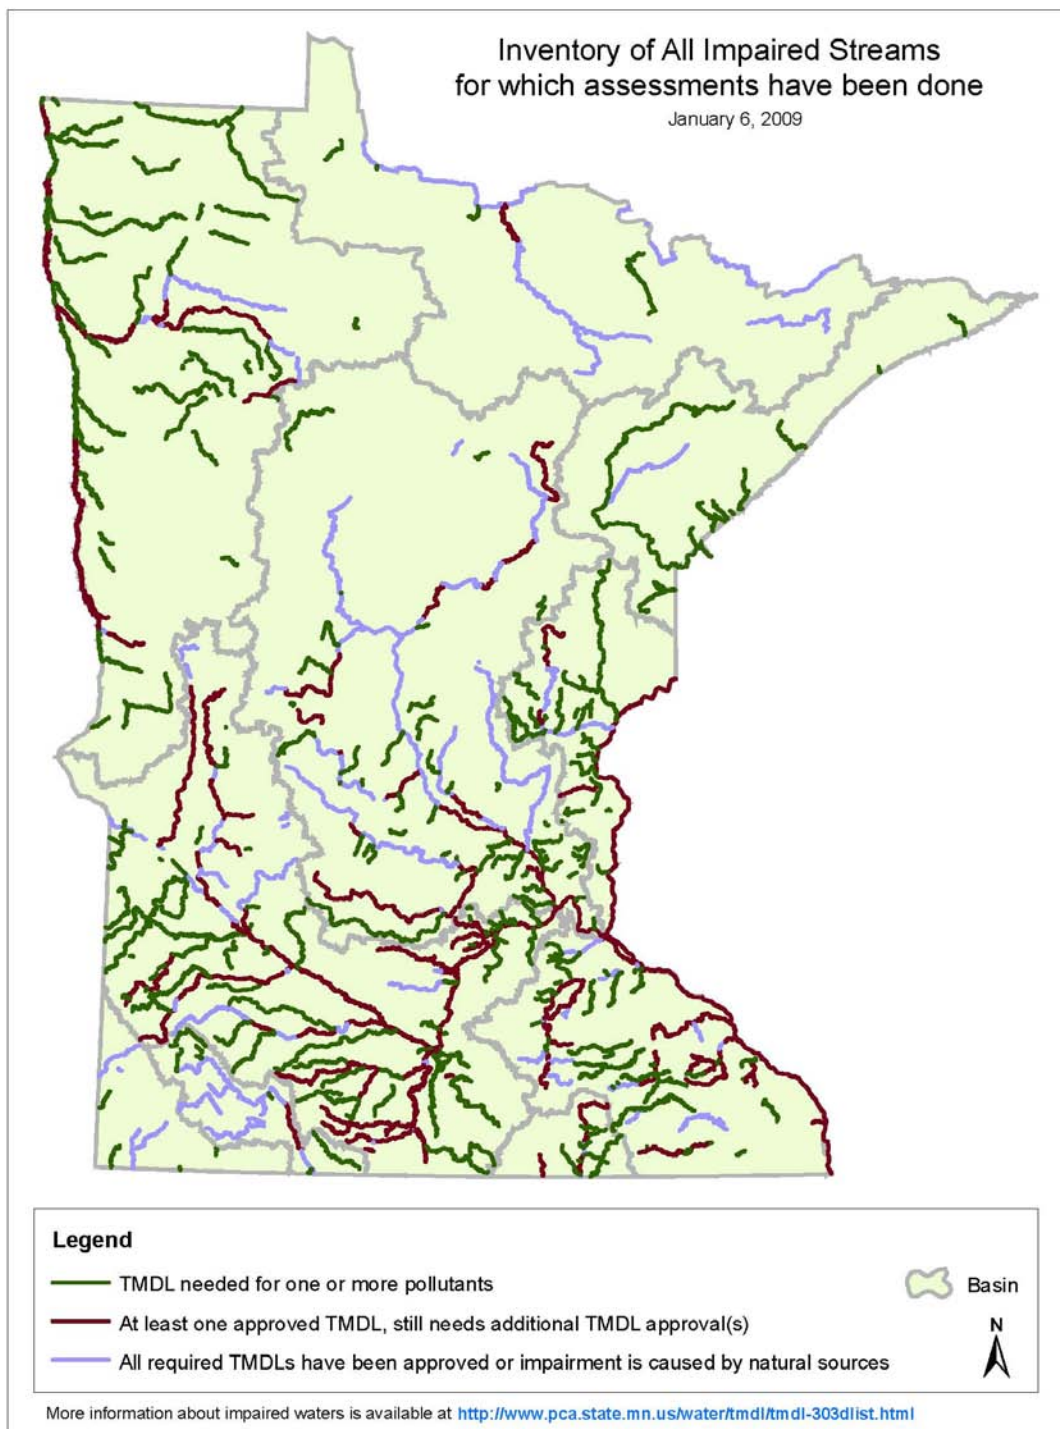 Inventory of All Impaired Streams
for which assessments have been done
January 6, 2009
Legend
TMDL needed for one or more pollutants
Basin
At least one approved TMDL, still needs additional TMDL approval(s)
N
All required TMDLs have been approved or impairment is caused by natural sources
More information about impaired waters is available at http://www.pca.state.mn.us/water/tmdl/tmdl-303dlist.html